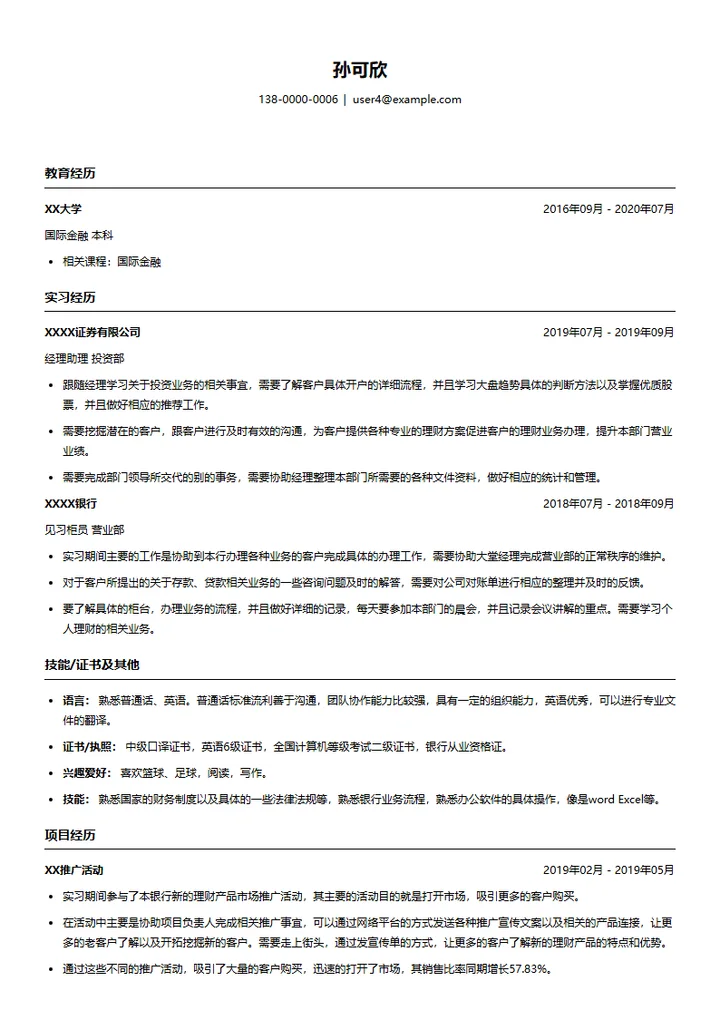 孙可欣
138-0000-0006 | user4@example.com
教育经历
XX大学 2016年09月 - 2020年07月
国际金融 本科
• 相关课程：国际金融
实习经历
XXXX证券有限公司 2019年07月 - 2019年09月
经理助理 投资部
• 跟随经理学习关于投资业务的相关事宜，需要了解客户具体开户的详细流程，并且学习大盘趋势具体的判断方法以及掌握优质股
票，并且做好相应的推荐工作。
• 需要挖掘潜在的客户，跟客户进行及时有效的沟通，为客户提供各种专业的理财方案促进客户的理财业务办理，提升本部门营业
业绩。
• 需要完成部门领导所交代的别的事务，需要协助经理整理本部门所需要的各种文件资料，做好相应的统计和管理。
XXXX银行 2018年07月 - 2018年09月
见习柜员 营业部
• 实习期间主要的工作是协助到本行办理各种业务的客户完成具体的办理工作，需要协助大堂经理完成营业部的正常秩序的维护。
• 对于客户所提出的关于存款、贷款相关业务的一些咨询问题及时的解答，需要对公司对账单进行相应的整理并及时的反馈。
• 要了解具体的柜台，办理业务的流程，并且做好详细的记录，每天要参加本部门的晨会，并且记录会议讲解的重点。需要学习个
人理财的相关业务。
技能/证书及其他
• 语言： 熟悉普通话、英语。普通话标准流利善于沟通，团队协作能力比较强，具有一定的组织能力，英语优秀，可以进行专业文
件的翻译。
• 证书/执照： 中级口译证书，英语6级证书，全国计算机等级考试二级证书，银行从业资格证。
• 兴趣爱好： 喜欢篮球、足球，阅读，写作。
• 技能： 熟悉国家的财务制度以及具体的一些法律法规等，熟悉银行业务流程，熟悉办公软件的具体操作，像是word Excel等。
项目经历
XX推广活动 2019年02月 - 2019年05月
• 实习期间参与了本银行新的理财产品市场推广活动，其主要的活动目的就是打开市场，吸引更多的客户购买。
• 在活动中主要是协助项目负责人完成相关推广事宜，可以通过网络平台的方式发送各种推广宣传文案以及相关的产品连接，让更
多的老客户了解以及开拓挖掘新的客户。需要走上街头，通过发宣传单的方式，让更多的客户了解新的理财产品的特点和优势。
• 通过这些不同的推广活动，吸引了大量的客户购买，迅速的打开了市场，其销售比率同期增长57.83%。